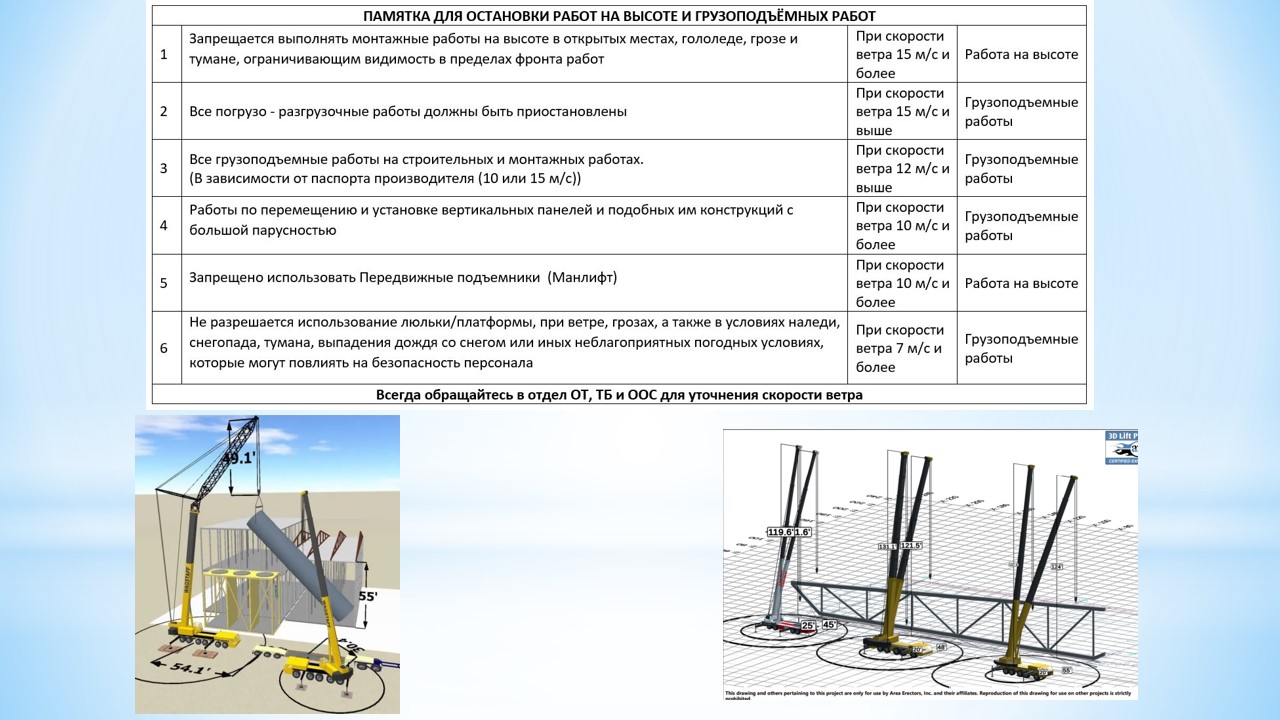 ПАМЯТКА ДЛЯ ОСТАНОВКИ РАБОТ НА ВЫСОТЕ И ГРУЗОПОДЪЁМНЫХ РАБОТ
1
Запрещается выполнять монтажные работы на высоте в открытых местах, гололеде, грозе и
тумане, ограничивающим видимость в пределах фронта работ
При скорости
ветра 15 м/с и
более
Работа на высоте
2
Все погрузо - разгрузочные работы должны быть приостановлены
При скорости
ветра 15 м/с и
выше
Грузоподъемные
работы
3
Все грузоподъемные работы на строительных и монтажных работах.
(В зависимости от паспорта производителя (10 или 15 м/с))
При скорости
ветра 12 м/с и
выше
Грузоподъемные
работы
4
Работы по перемещению и установке вертикальных панелей и подобных им конструкций с
большой парусностью
При скорости
ветра 10 м/с и
более
Грузоподъемные
работы
5
Запрещено использовать Передвижные подъемники (Манлифт)
При скорости
ветра 10 м/с и
более
Работа на высоте
6
Не разрешается использование люльки/платформы, при ветре, грозах, а также в условиях наледи,
снегопада, тумана, выпадения дождя со снегом или иных неблагоприятных погодных условиях,
которые могут повлиять на безопасность персонала
При скорости
ветра 7 м/с и
более
Грузоподъемные
работы
Всегда обращайтесь в отдел ОТ, ТБ и ООС для уточнения скорости ветра
49.1'
55'
54.1'
3D Lift P
119.6'
1.6'
121.5'
25'
45'
This drawing and others pertaining to this project are only for use by Area Erectors, Inc. and their affiliates. Reproduction of this drawing for use on other projects is strictly
prohibited.